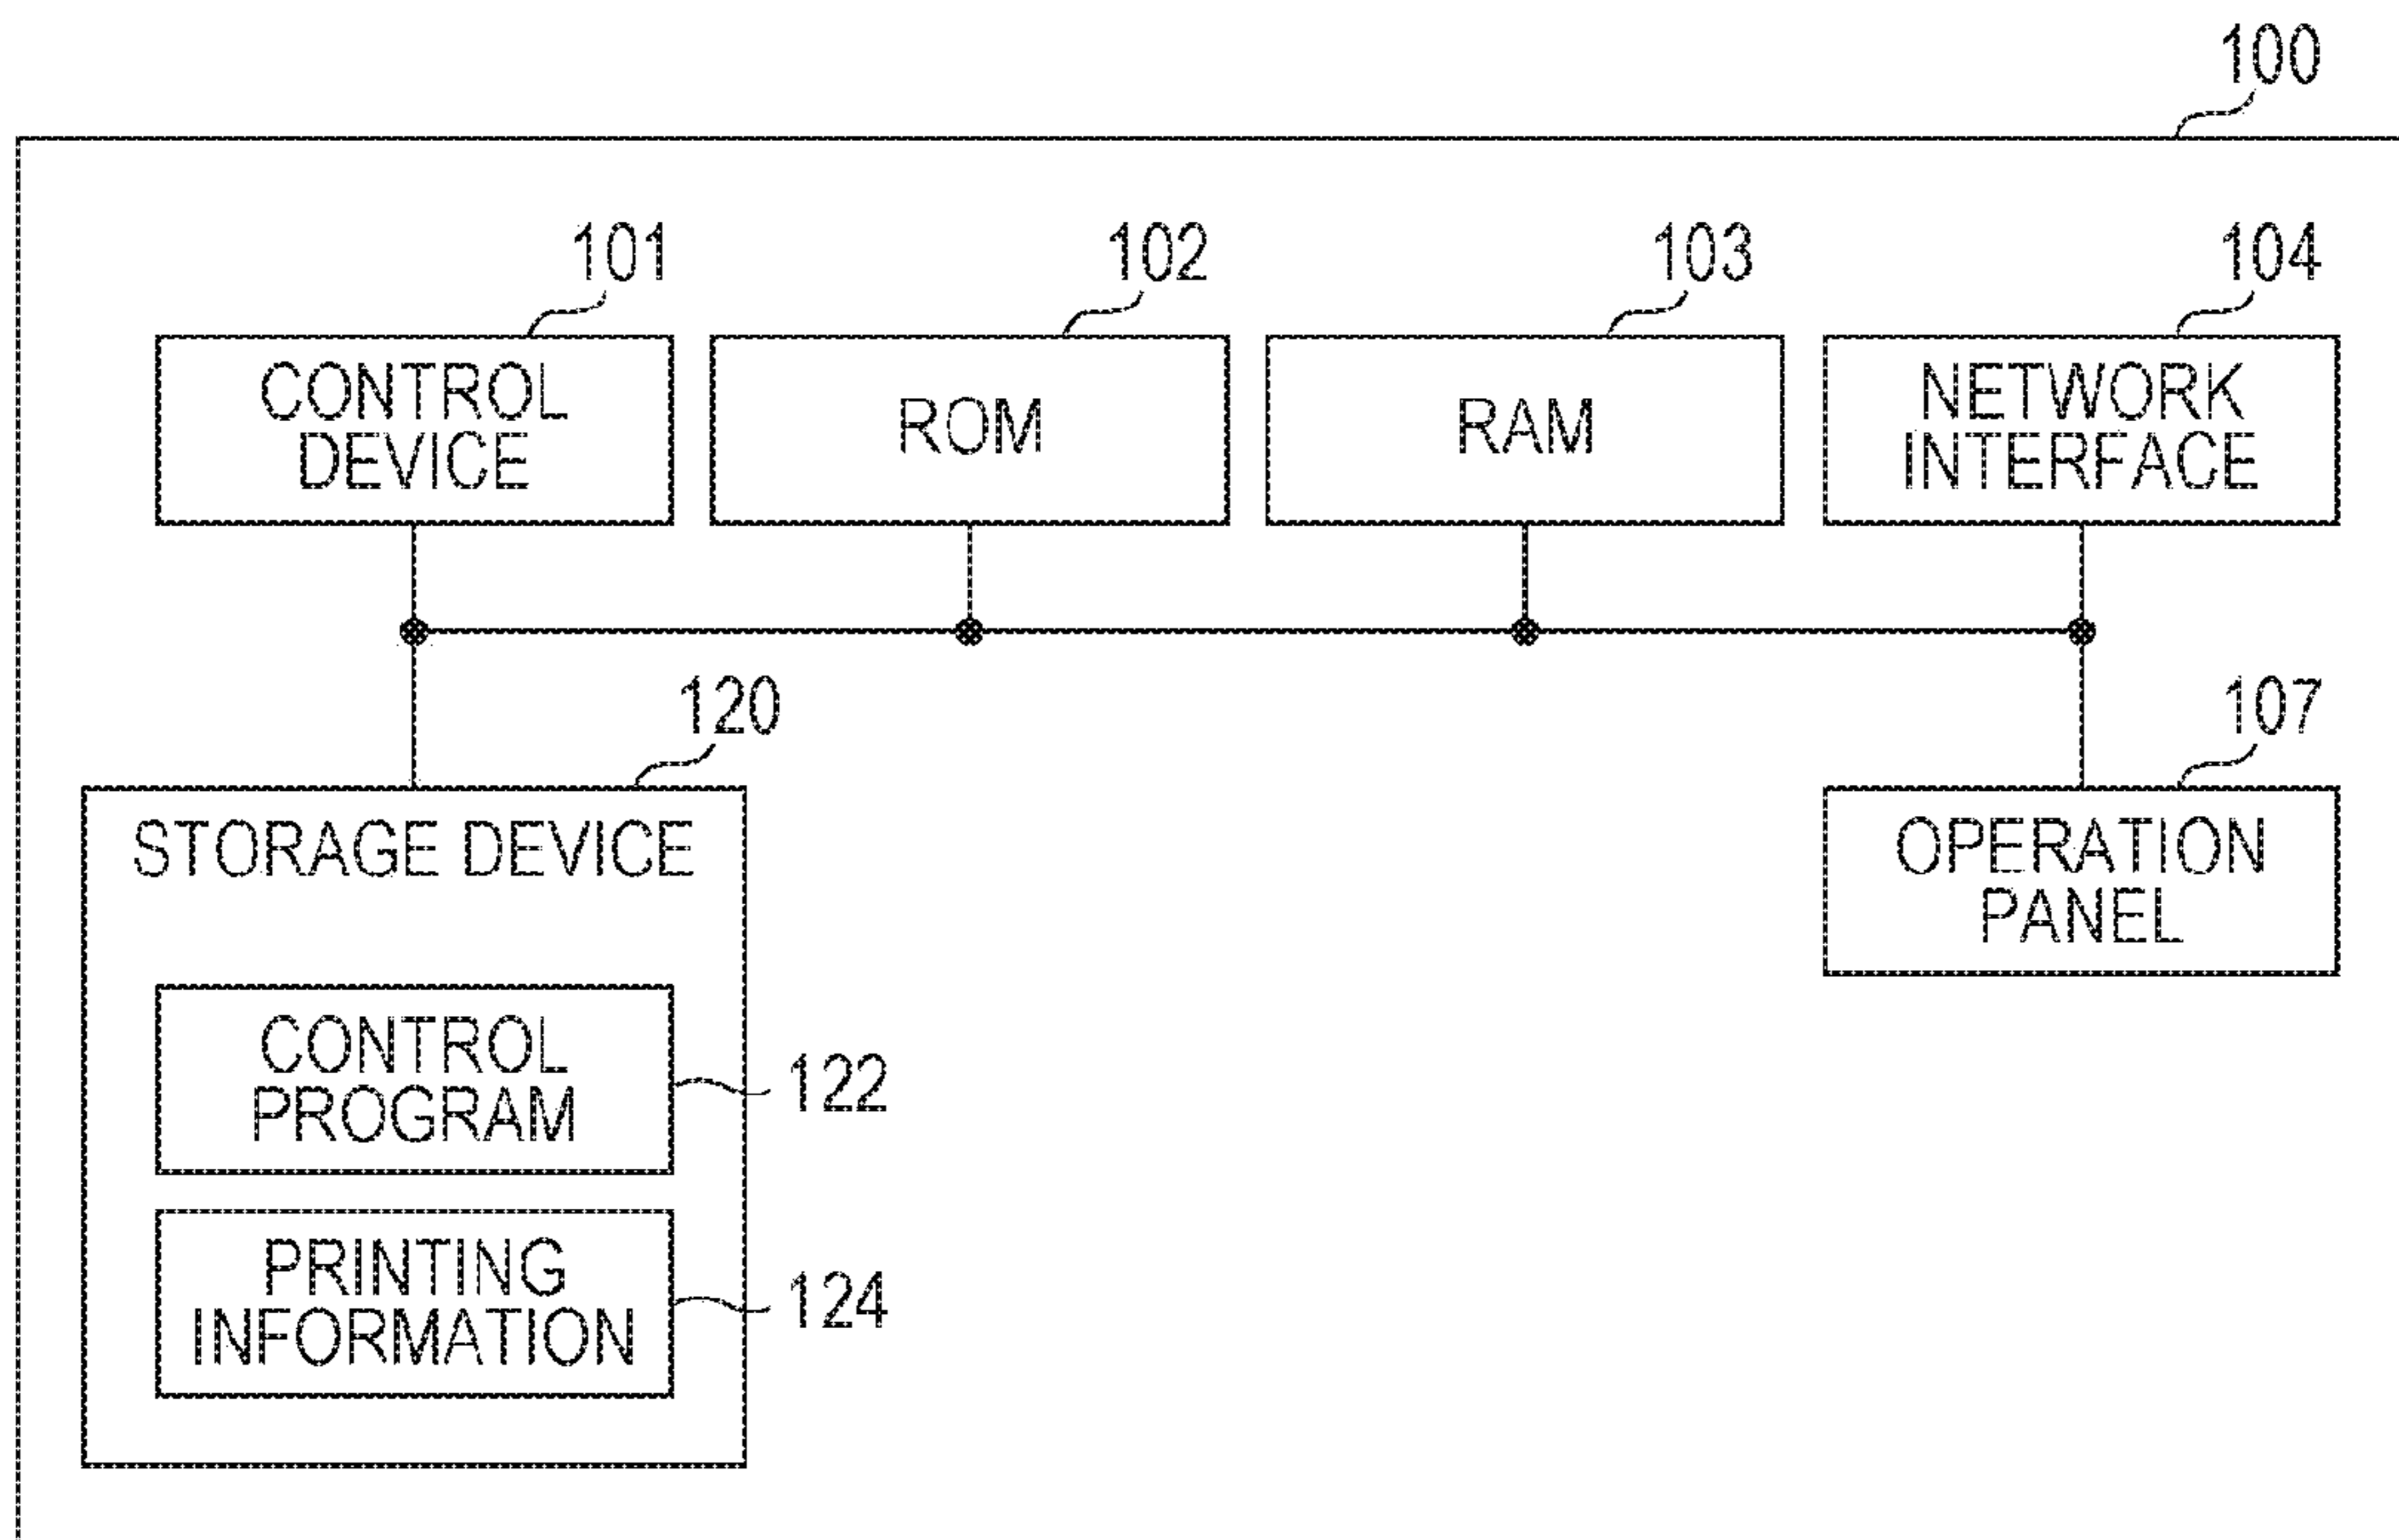 100
101
102
103
104
CONTROL
DEVICE
ROM
RAM
NETWORK
INTERFACE
120
107
STORAGE DEVICE
OPERATION
PANEL
CONTROL
PROGRAM
122
PRINTING
INFORMATION
124